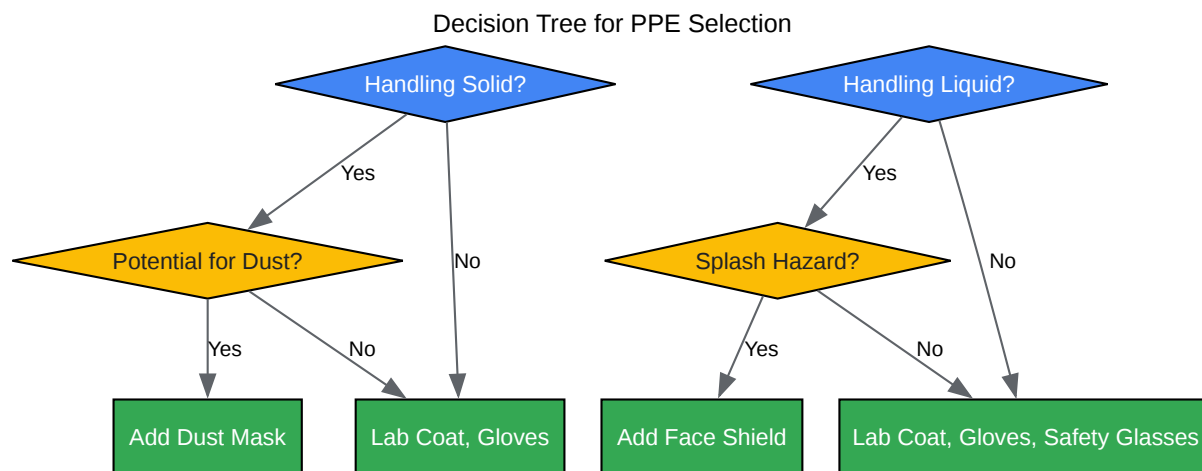 Decision Tree for PPE Selection
Handling Solid?
Handling Liquid?
Yes
Yes
Potential for Dust?
No
Splash Hazard?
No
Yes
No
Yes
No
Add Dust Mask
Lab Coat, Gloves
Add Face Shield
Lab Coat, Gloves, Safety Glasses